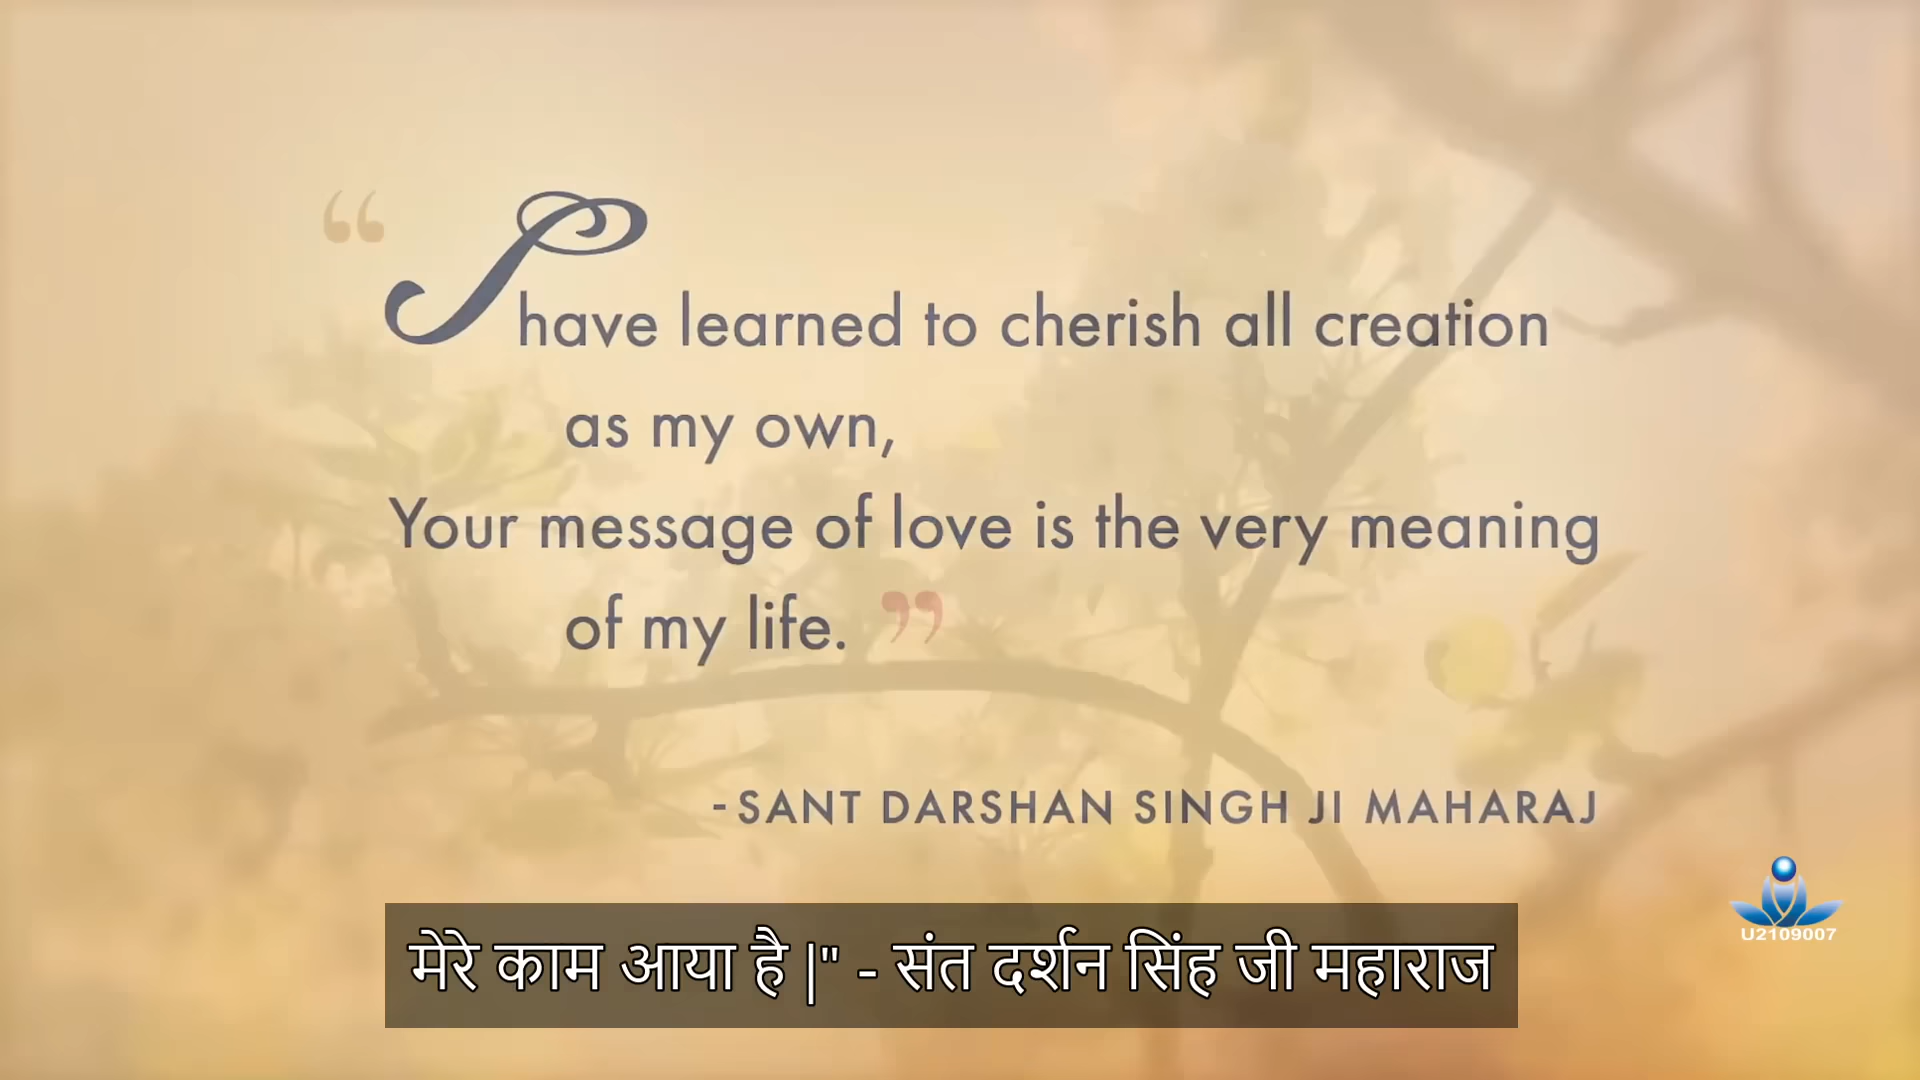 “I have learned to cherish all creation
as my own,
Your message of love is the very meaning
of my life.”
-SANT DARSHAN SINGH JI MAHARAJ
U2109007
मेरे काम आया है |" - संत दर्शन सिंह जी महाराज